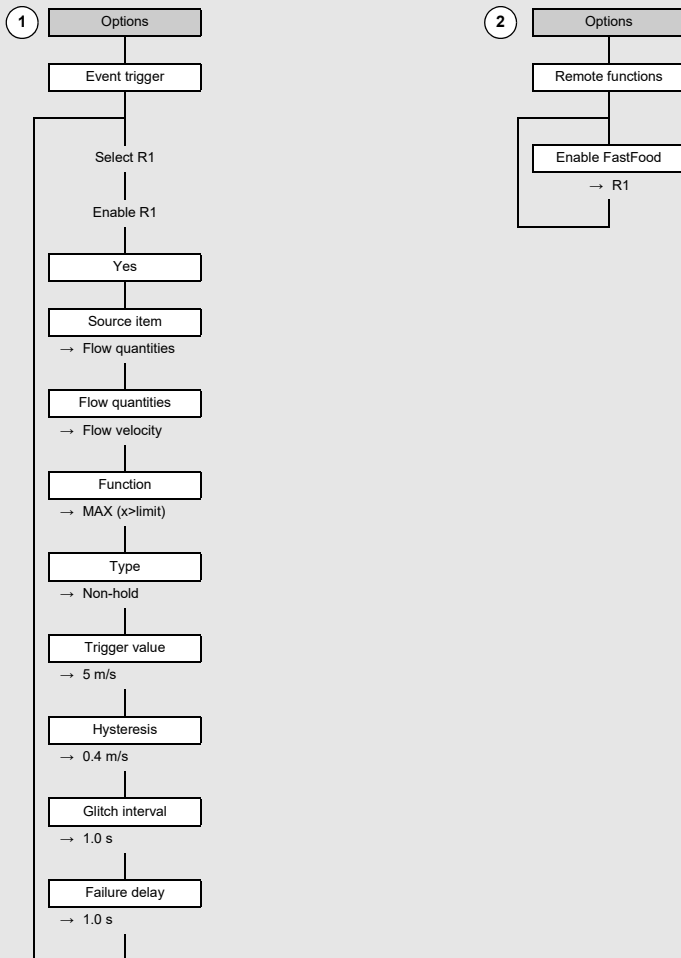 1
Options
Event trigger
Select R1
Enable R1
Yes
Source item
→ Flow quantities
Flow quantities
→ Flow velocity
Function
→ MAX (x>limit)
Type
→ Non-hold
Trigger value
→ 5 m/s
Hysteresis
→ 0.4 m/s
Glitch interval
→ 1.0 s
Failure delay
→ 1.0 s
2
Options
Remote functions
Enable FastFood
→ R1